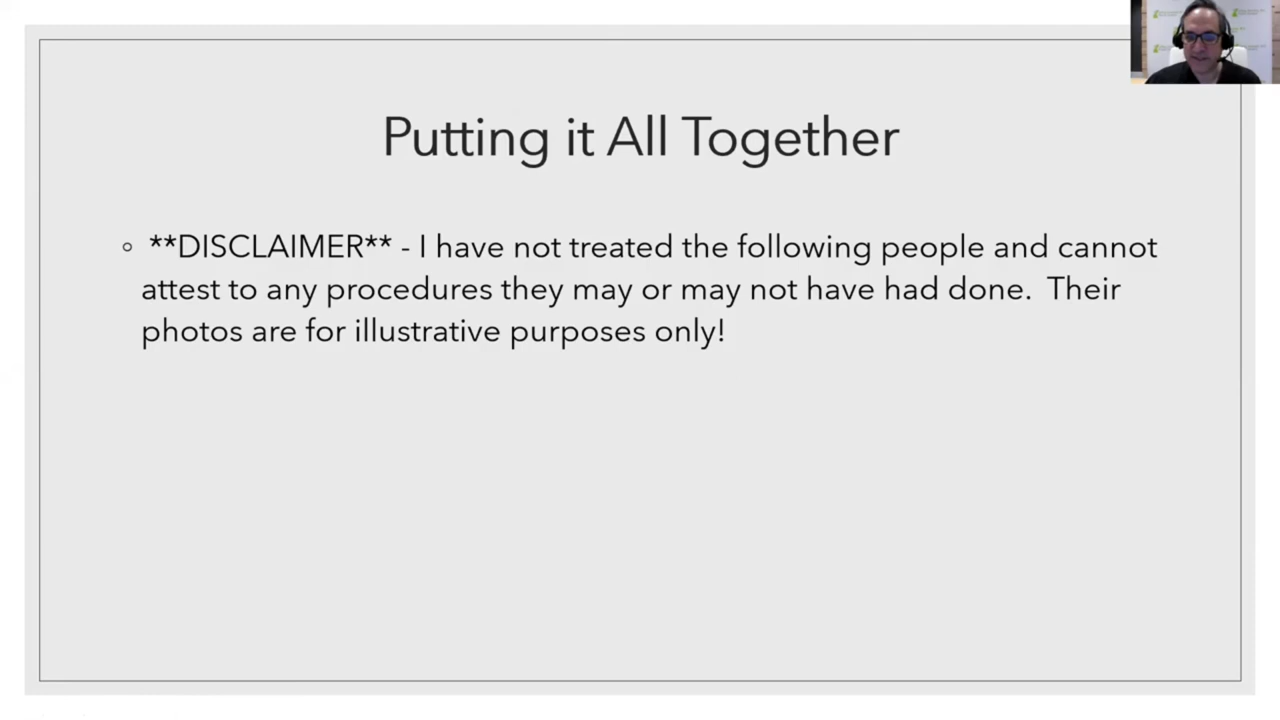 Putting it All Together
**DISCLAIMER** - I have not treated the following people and cannot
attest to any procedures they may or may not have had done. Their
photos are for illustrative purposes only!